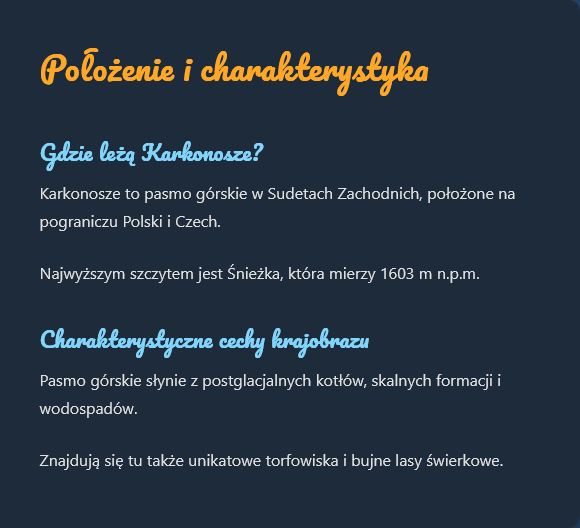 Położenie i charakterystyka
Gdzie leżą Karkonosze?
Karkonosze to pasmo górskie w Sudetach Zachodnich, położone na
pograniczu Polski i Czech.
Najwyższym szczytem jest Śnieżka, która mierzy 1603 m n.p.m.
Charakterystyczne cechy krajobrazu
Pasmo górskie słynie z postglacjalnych kotłów, skalnych formacji i
wodospadów.
Znajdują się tu także unikatowe torfowiska i bujne lasy świerkowe.